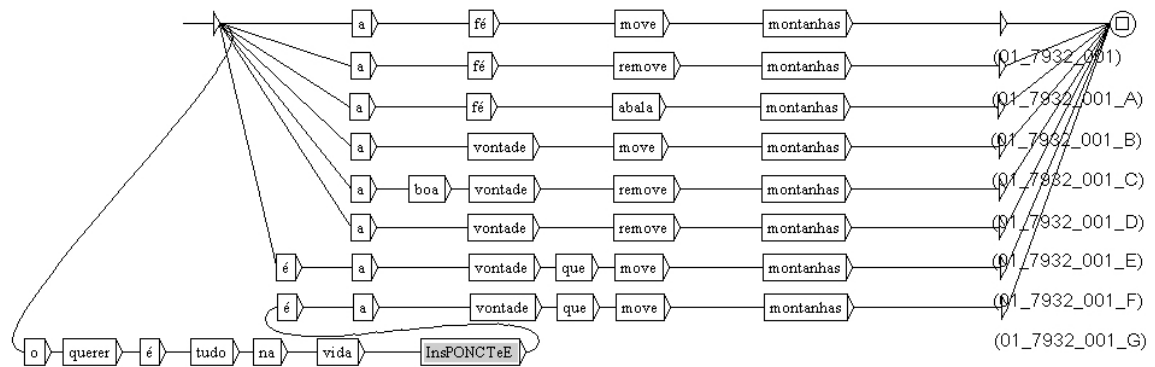 a fé move montanhas
(01_7932_001)
a fé remove montanhas
(01_7932_001_A)
a fé abala montanhas
(01_7932_001_B)
a vontade move montanhas
(01_7932_001_C)
a boa vontade remove montanhas
(01_7932_001_D)
a vontade remove montanhas
(01_7932_001_E)
é a vontade que move montanhas
(01_7932_001_F)
é a vontade que move montanhas
(01_7932_001_G)
o querer é tudo na vida InsPONCTeE